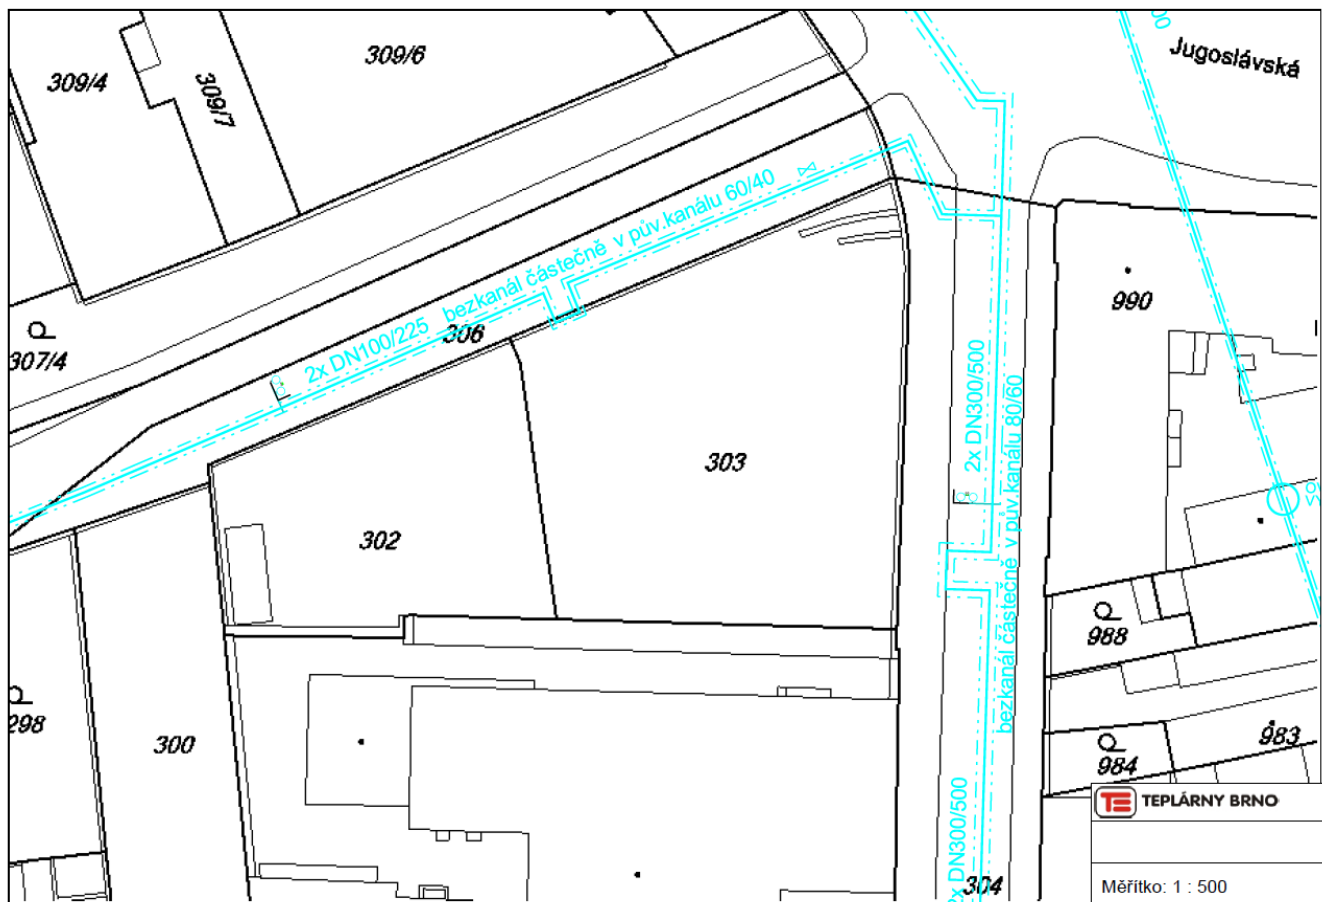 Jugoslávská
309/4
309/7
309/6
00
2x DN100/225 bezkanál částečně v pův.kanálu 60/40
306
307/4
990
2x DN300/500
bezkanál částečně v pův.kanálu 80/60
303
302
988
298
300
984
983
2x DN300/500
304
TEPLÁRNY BRNO
Měřítko: 1 : 500